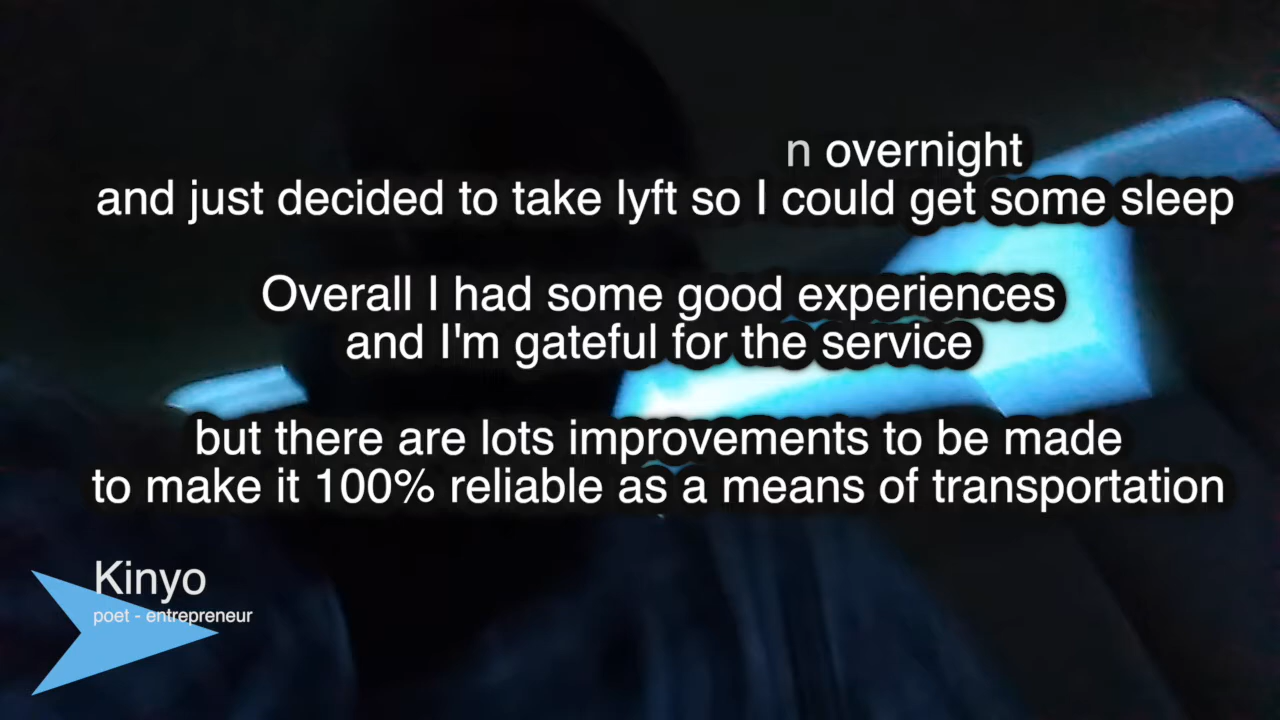 n overnight
and just decided to take lyft so I could get some sleep
Overall I had some good experiences
and I'm gateful for the service
but there are lots improvements to be made
to make it 100% reliable as a means of transportation
Kinyo
poet - entrepreneur